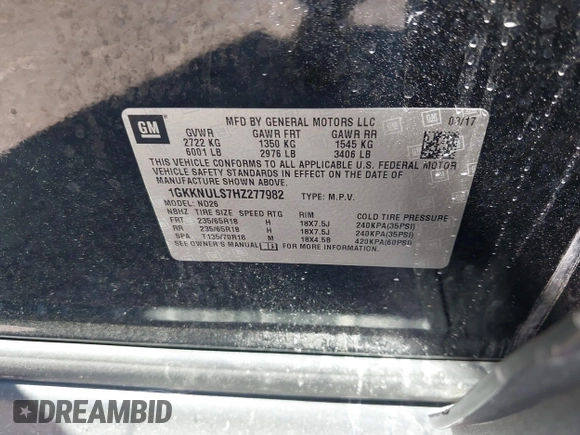 GM
MFD BY GENERAL MOTORS LLC 03/17
GVWR GAWR FRT GAWR RR
2722 KG 1350 KG 1545 KG
6001 LB 2976 LB 3406 LB
THIS VEHICLE CONFORMS TO ALL APPLICABLE U.S. FEDERAL MOTOR
VEHICLE SAFETY STANDARDS IN EFFECT ON THE DATE OF
MANUFACTURE SHOWN ABOVE.
1GKKNULS7HZ277982 TYPE: M.P.V.
MODEL: ND26
NBHZ TIRE SIZE SPEED RTG RIM COLD TIRE PRESSURE
FRT 235/65R18 H 18X7.5J 240KPA(35PSI)
RR 235/65R18 H 18X7.5J 240KPA(35PSI)
SPA T135/70R18 M 18X4.5B 420KPA(60PSI)
SEE OWNER'S MANUAL FOR MORE INFORMATION.
DREAMBID